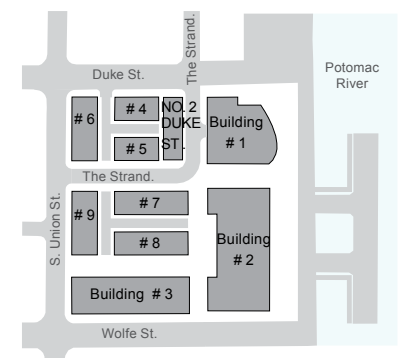 The Strand.
Duke St.
Potomac
River
# 6
# 4
NO. 2
DUKE
ST.
Building
# 1
# 5
The Strand.
S. Union St.
# 9
# 7
# 8
Building
# 2
Building # 3
Wolfe St.